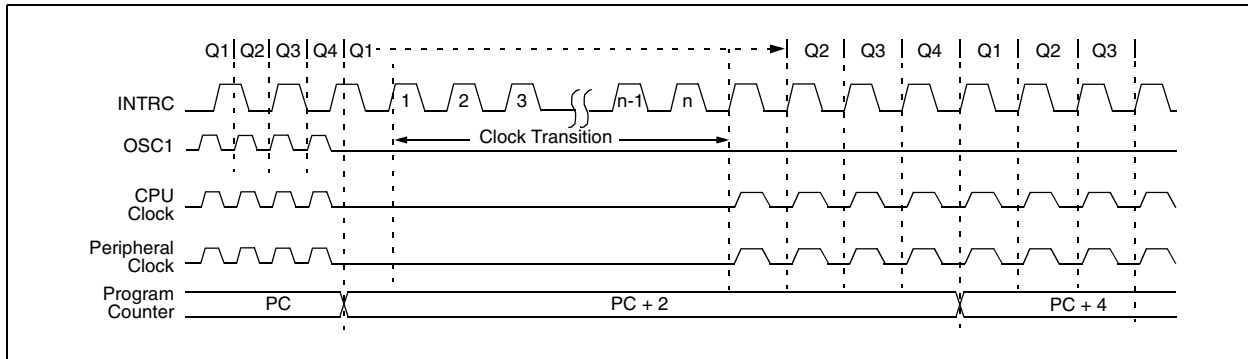 Q1 Q2 Q3 Q4 Q1 Q2 Q3 Q4 Q1 Q2 Q3
INTRC 1 2 3 n-1 n
Clock Transition
OSC1
CPU
Clock
Peripheral
Clock
Program
Counter
PC PC + 2 PC + 4